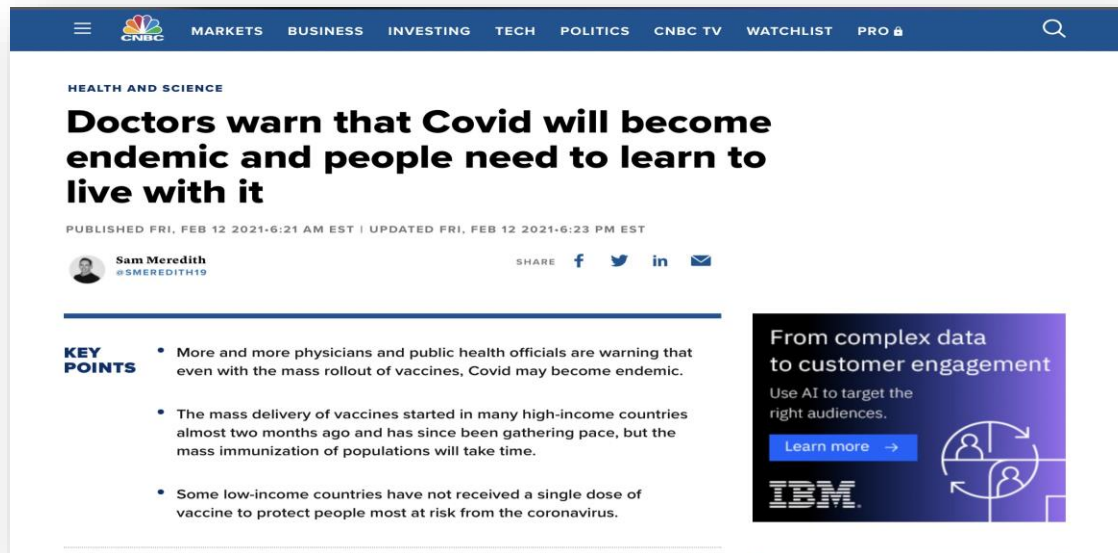 CNBC MARKETS BUSINESS INVESTING TECH POLITICS CNBC TV WATCHLIST PRO
HEALTH AND SCIENCE
Doctors warn that Covid will become
endemic and people need to learn to
live with it
PUBLISHED FRI, FEB 12 2021•6:21 AM EST | UPDATED FRI, FEB 12 2021•6:23 PM EST
Sam Meredith
@SMEREDITH19
SHARE
KEY
POINTS
• More and more physicians and public health officials are warning that
even with the mass rollout of vaccines, Covid may become endemic.
• The mass delivery of vaccines started in many high-income countries
almost two months ago and has since been gathering pace, but the
mass immunization of populations will take time.
• Some low-income countries have not received a single dose of
vaccine to protect people most at risk from the coronavirus.
From complex data
to customer engagement
Use AI to target the
right audiences.
Learn more →
IBM.